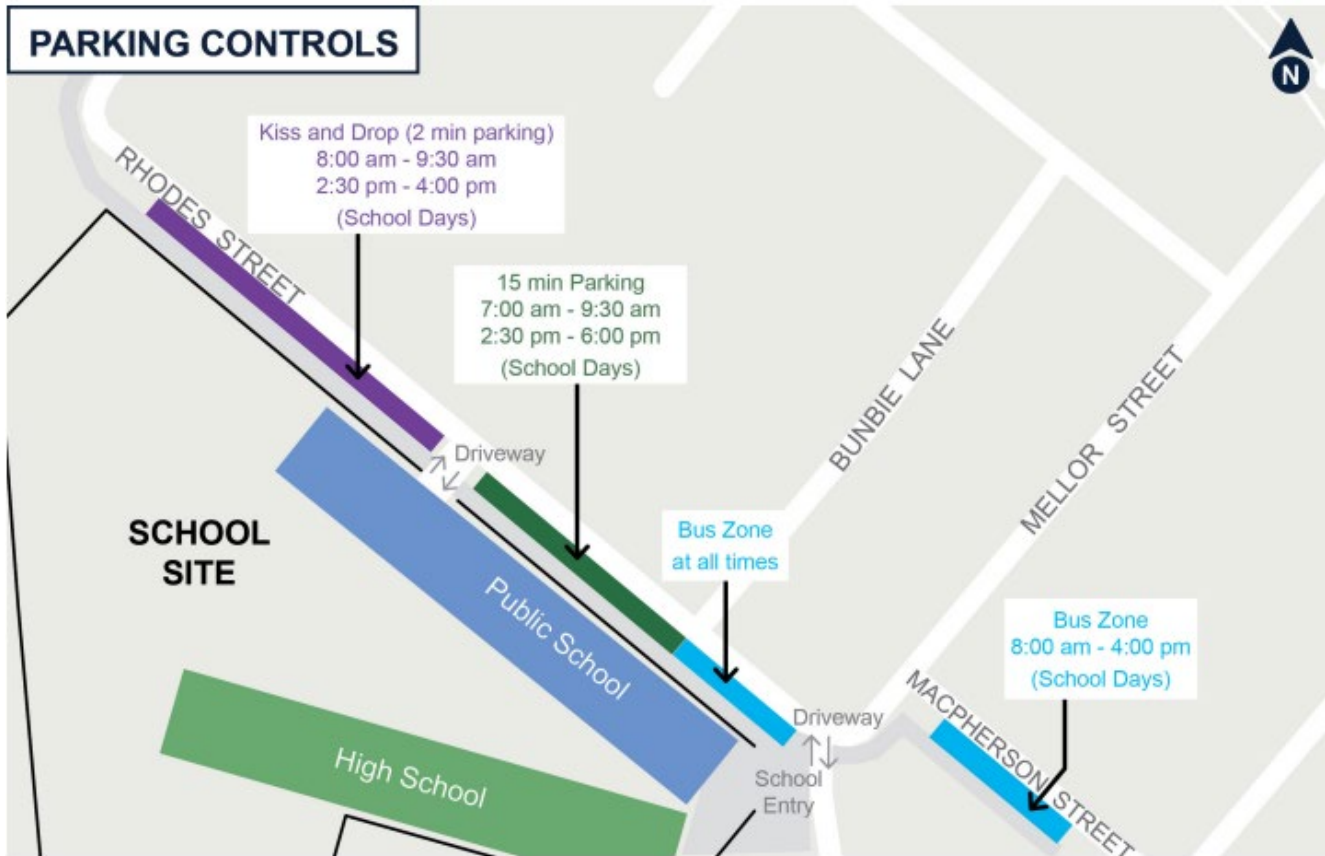 PARKING CONTROLS
N
Kiss and Drop (2 min parking)
8:00 am - 9:30 am
2:30 pm - 4:00 pm
(School Days)
RHODES STREET
15 min Parking
7:00 am - 9:30 am
2:30 pm - 6:00 pm
(School Days)
BUNBIE LANE
MELLOR STREET
Driveway
SCHOOL
SITE
Public School
Bus Zone
at all times
Bus Zone
8:00 am - 4:00 pm
(School Days)
MACPHERSON STREET
Driveway
School
Entry
High School